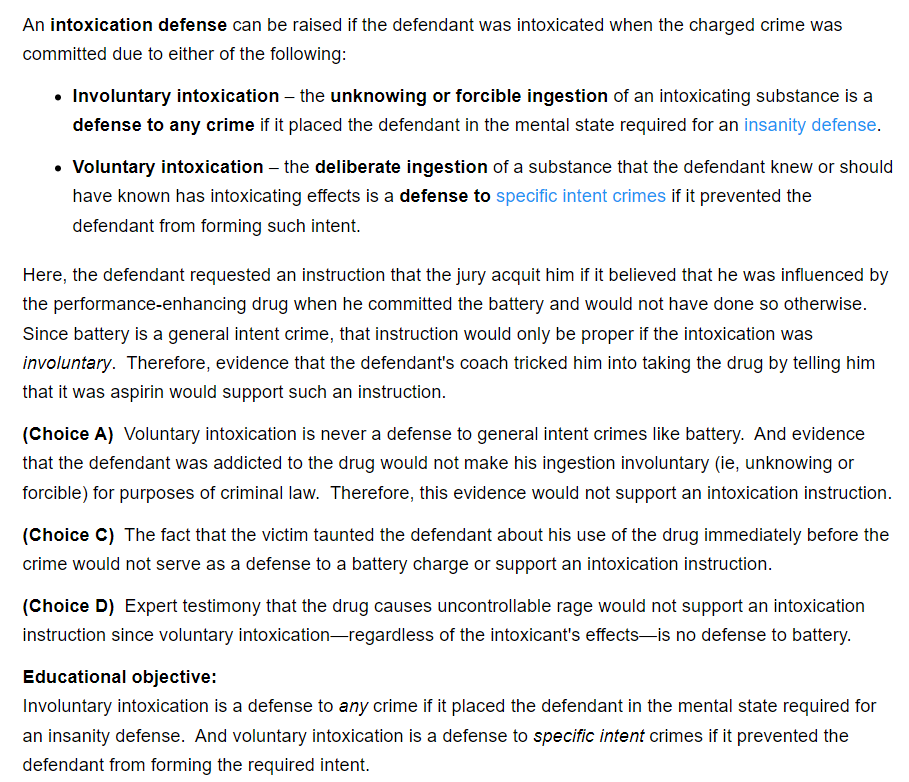 An intoxication defense can be raised if the defendant was intoxicated when the charged crime was
committed due to either of the following:
• Involuntary intoxication – the unknowing or forcible ingestion of an intoxicating substance is a
defense to any crime if it placed the defendant in the mental state required for an insanity defense.
• Voluntary intoxication – the deliberate ingestion of a substance that the defendant knew or should
have known has intoxicating effects is a defense to specific intent crimes if it prevented the
defendant from forming such intent.
Here, the defendant requested an instruction that the jury acquit him if it believed that he was influenced by
the performance-enhancing drug when he committed the battery and would not have done so otherwise.
Since battery is a general intent crime, that instruction would only be proper if the intoxication was
involuntary.  Therefore, evidence that the defendant's coach tricked him into taking the drug by telling him
that it was aspirin would support such an instruction.
(Choice A)  Voluntary intoxication is never a defense to general intent crimes like battery.  And evidence
that the defendant was addicted to the drug would not make his ingestion involuntary (ie, unknowing or
forcible) for purposes of criminal law.  Therefore, this evidence would not support an intoxication instruction.
(Choice C)  The fact that the victim taunted the defendant about his use of the drug immediately before the
crime would not serve as a defense to a battery charge or support an intoxication instruction.
(Choice D)  Expert testimony that the drug causes uncontrollable rage would not support an intoxication
instruction since voluntary intoxication—regardless of the intoxicant's effects—is no defense to battery.
Educational objective:
Involuntary intoxication is a defense to any crime if it placed the defendant in the mental state required for
an insanity defense.  And voluntary intoxication is a defense to specific intent crimes if it prevented the
defendant from forming the required intent.